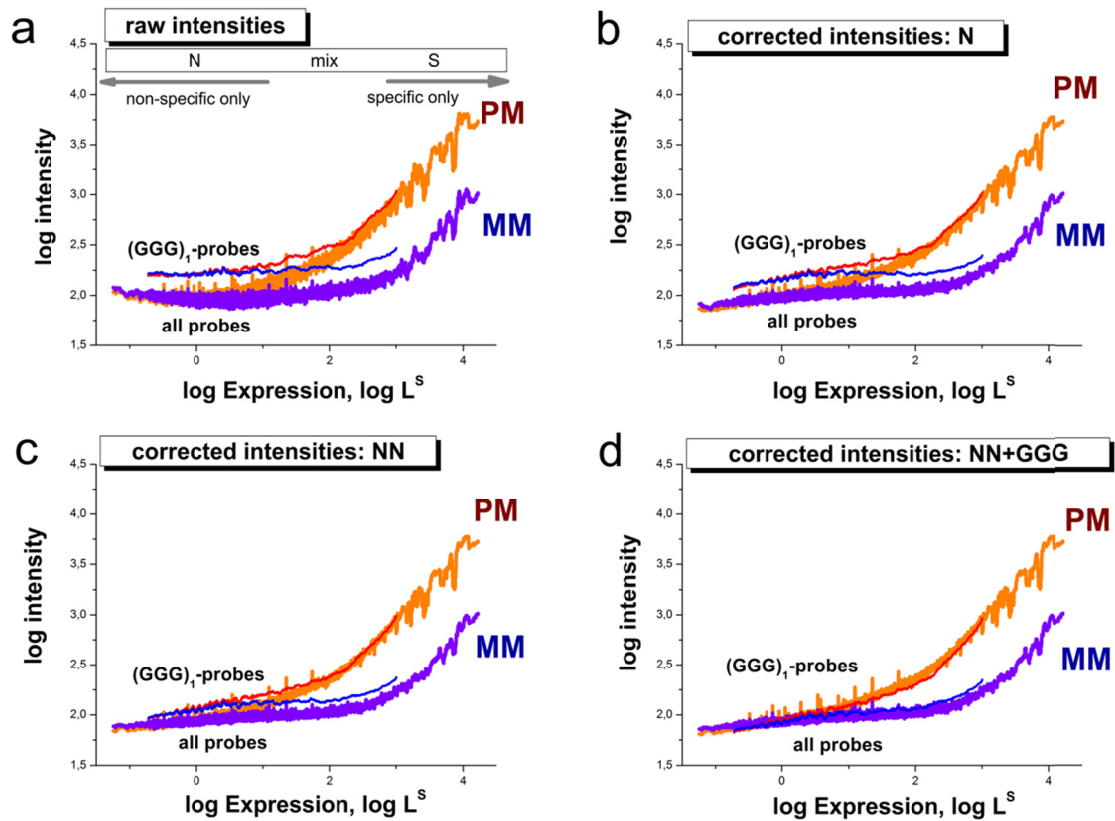 a
raw intensities
4,5
4,0
3,5
3,0
2,5
2,0
1,5
log intensity
N mix S
non-specific only specific only
PM
MM
(GGG)1-probes
all probes
0 2 4
log Expression, log L^S
b
corrected intensities: N
4,5
4,0
3,5
3,0
2,5
2,0
1,5
log intensity
PM
MM
(GGG)1-probes
all probes
0 2 4
log Expression, log L^S
c
corrected intensities: NN
4,5
4,0
3,5
3,0
2,5
2,0
1,5
log intensity
PM
MM
(GGG)1-probes
all probes
0 2 4
log Expression, log L^S
d
corrected intensities: NN+GGG
4,5
4,0
3,5
3,0
2,5
2,0
1,5
log intensity
PM
MM
(GGG)1-probes
all probes
0 2 4
log Expression, log L^S